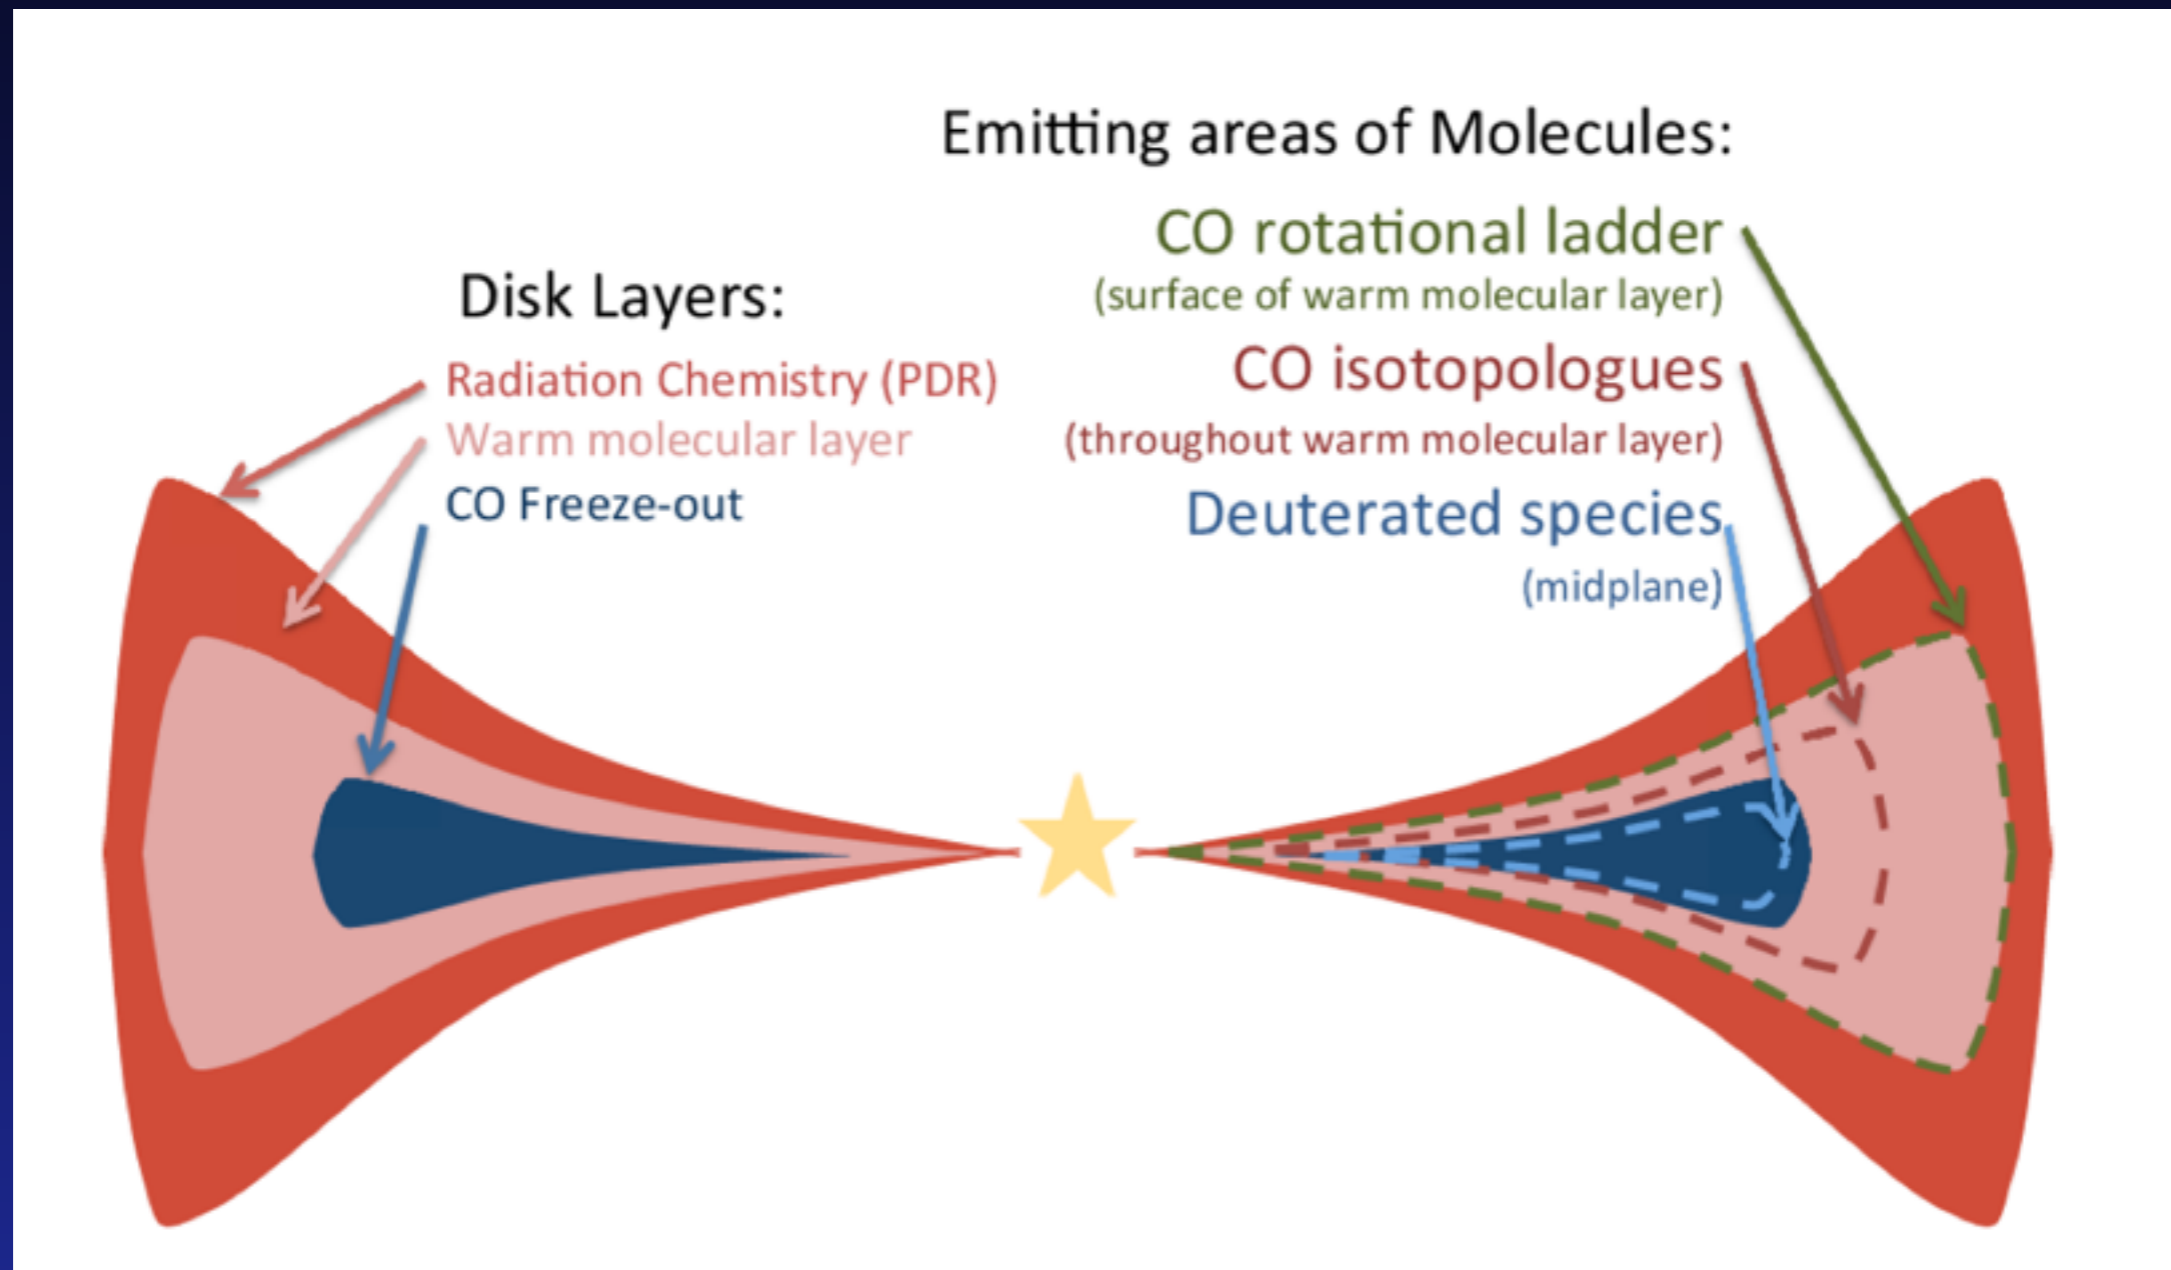 Disk Layers:
Radiation Chemistry (PDR)
Warm molecular layer
CO Freeze-out
Emitting areas of Molecules:
CO rotational ladder
(surface of warm molecular layer)
CO isotopologues
(throughout warm molecular layer)
Deuterated species
(midplane)